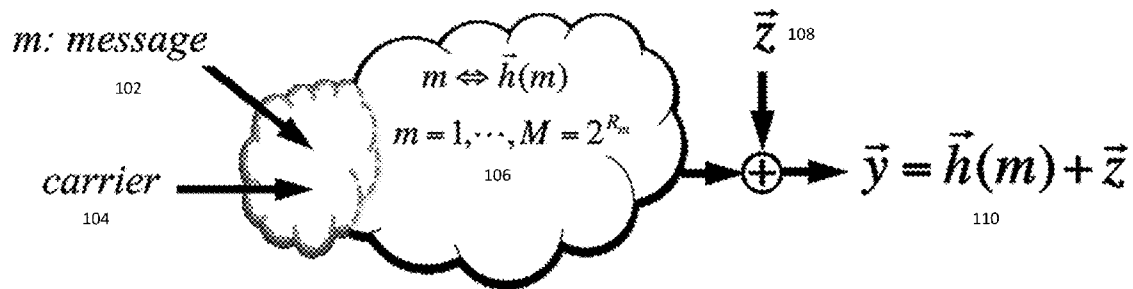 m: message
102
carrier
104
m ⇔ h⃗(m)
m = 1,⋯, M = 2^{R_m}
106
z⃗ 108
y⃗ = h⃗(m) + z⃗
110